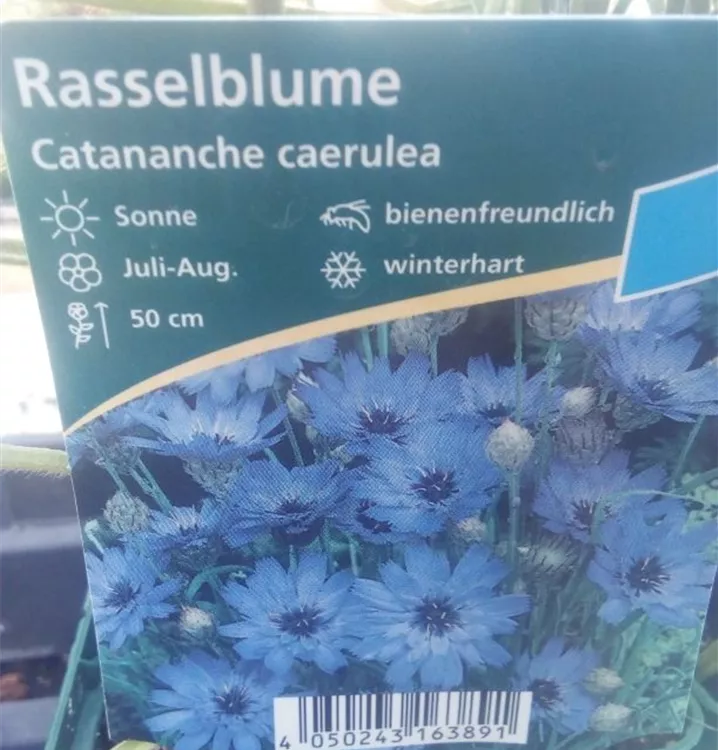 Rasselblume
Catananche caerulea
Sonne
bienenfreundlich
Juli-Aug.
winterhart
50 cm
4 050243 163891